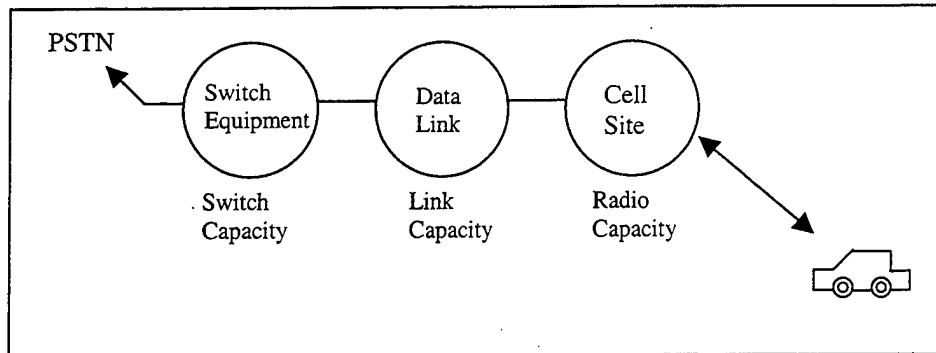 PSTN
Switch
Equipment
Data
Link
Cell
Site
Switch
Capacity
Link
Capacity
Radio
Capacity